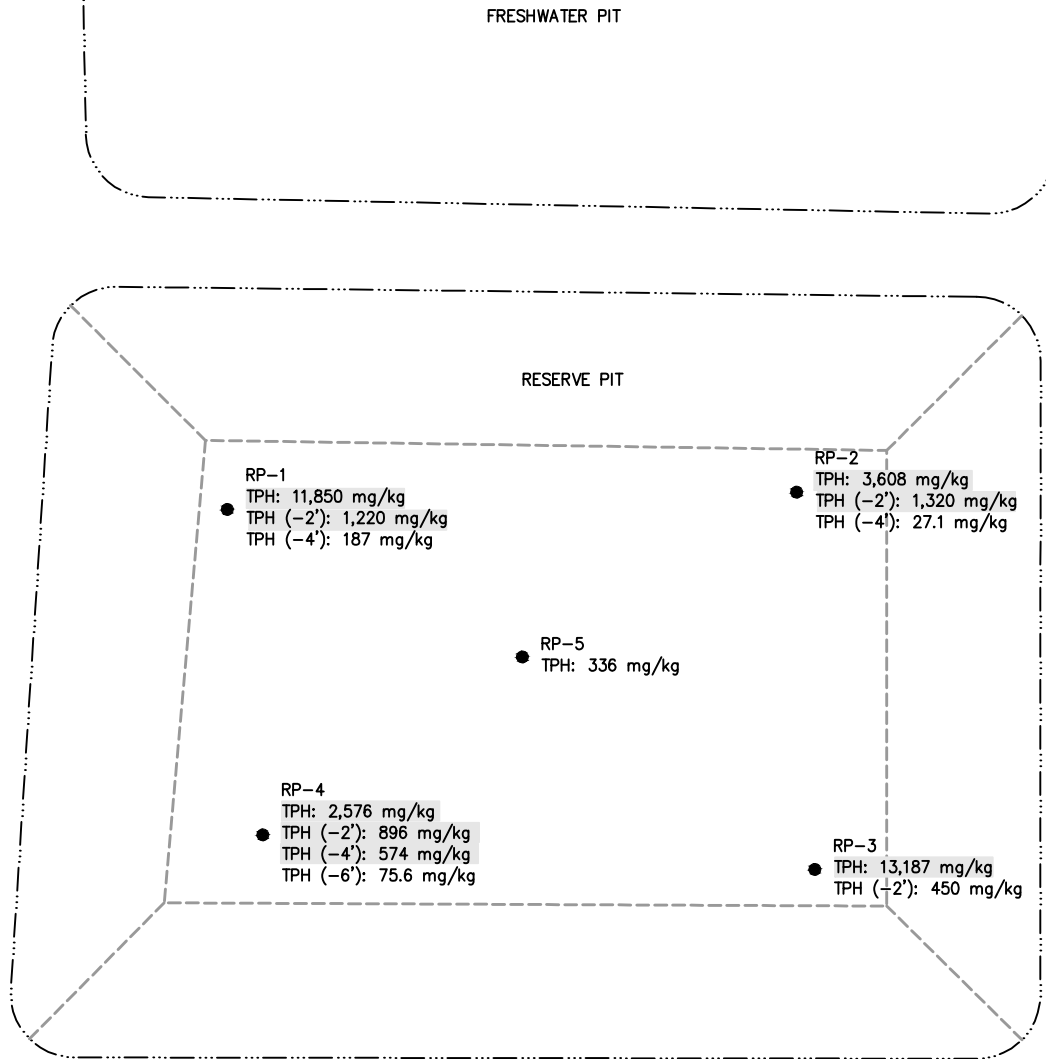 FRESHWATER PIT
RESERVE PIT
RP-1
TPH: 11,850 mg/kg
TPH (-2'): 1,220 mg/kg
TPH (-4'): 187 mg/kg
RP-2
TPH: 3,608 mg/kg
TPH (-2'): 1,320 mg/kg
TPH (-4'): 27.1 mg/kg
RP-5
TPH: 336 mg/kg
RP-4
TPH: 2,576 mg/kg
TPH (-2'): 896 mg/kg
TPH (-4'): 574 mg/kg
TPH (-6'): 75.6 mg/kg
RP-3
TPH: 13,187 mg/kg
TPH (-2'): 450 mg/kg